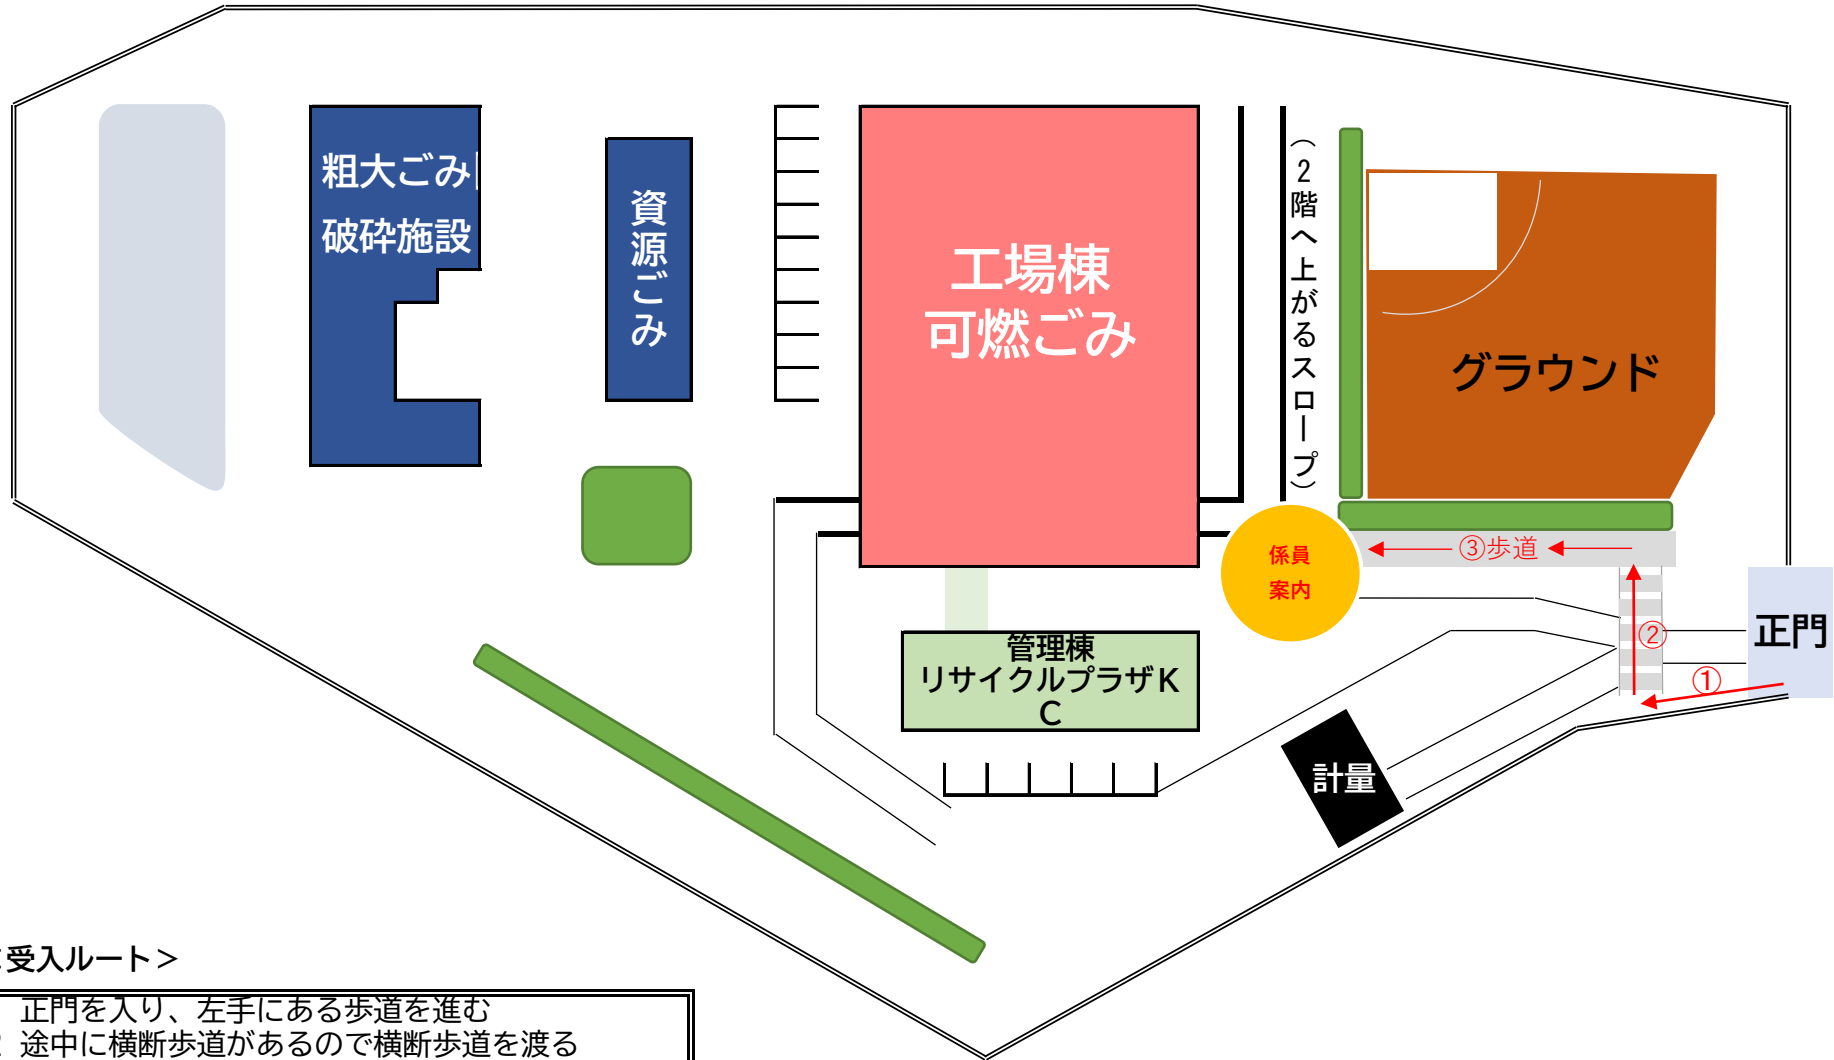 粗大ごみ
破砕施設
資源ごみ
工場棟
可燃ごみ
(2階へ上がるスロープ)
グラウンド
係員
案内
③歩道
②
①
正門
管理棟
リサイクルプラザK
C
計量
受入ルート＞
正門を入り、左手にある歩道を進む
途中に横断歩道があるので横断歩道を渡る